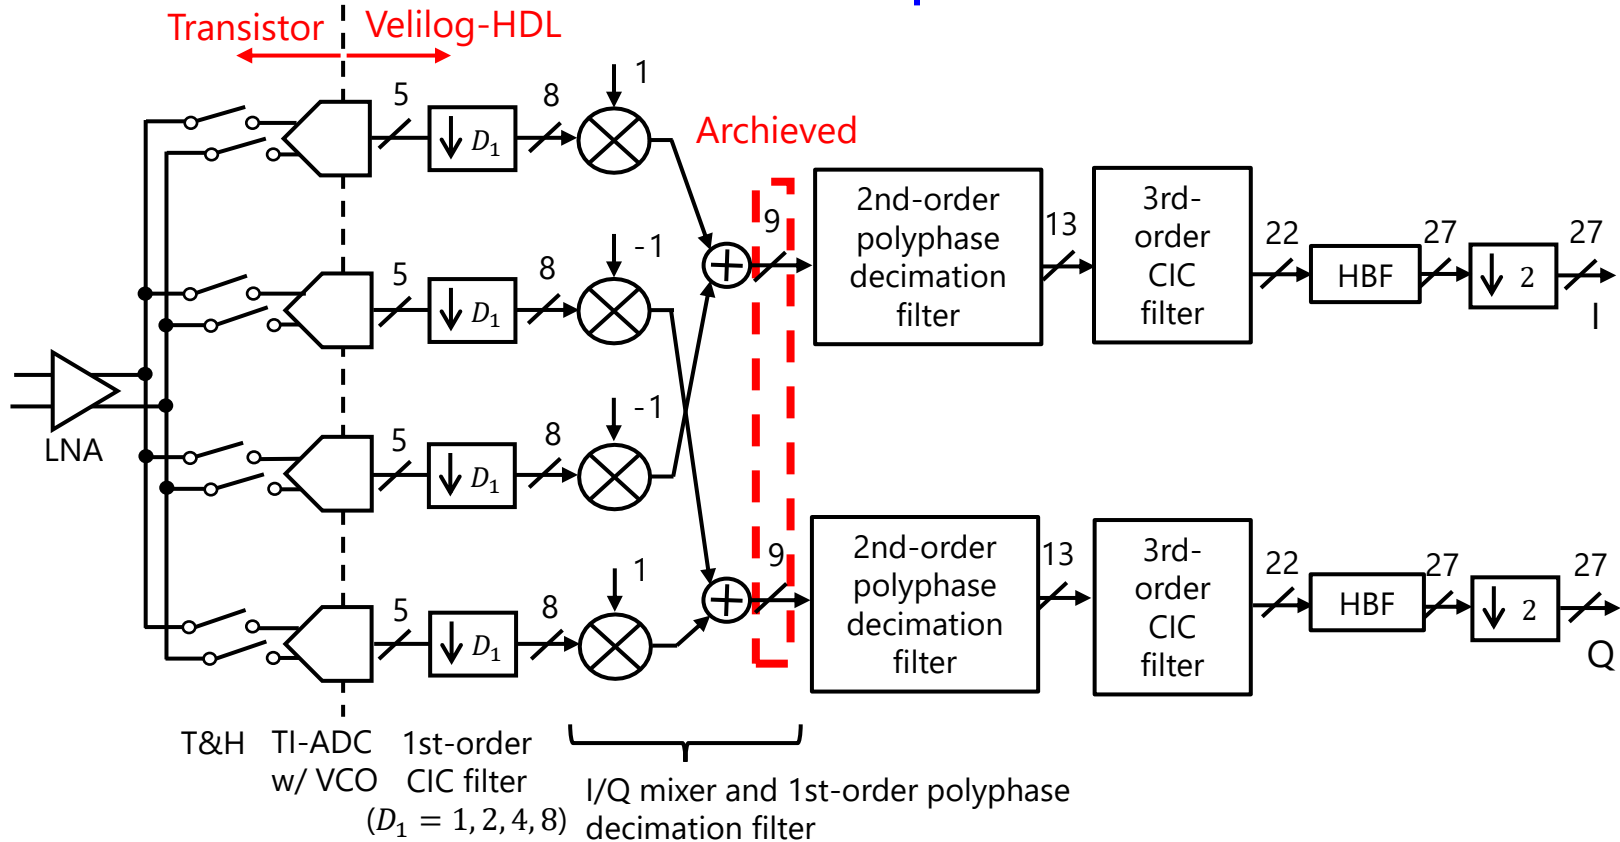 Transistor
Velilog-HDL
5
↓ D₁
8
1
Archieved
9
2nd-order
polyphase
decimation
filter
13
3rd-
order
CIC
filter
22
HBF
27
↓ 2
27
I
5
↓ D₁
8
-1
LNA
5
↓ D₁
8
-1
5
↓ D₁
8
1
9
2nd-order
polyphase
decimation
filter
13
3rd-
order
CIC
filter
22
HBF
27
↓ 2
27
Q
T&H
TI-ADC
w/ VCO
1st-order
CIC filter
(D₁ = 1, 2, 4, 8)
I/Q mixer and 1st-order polyphase
decimation filter